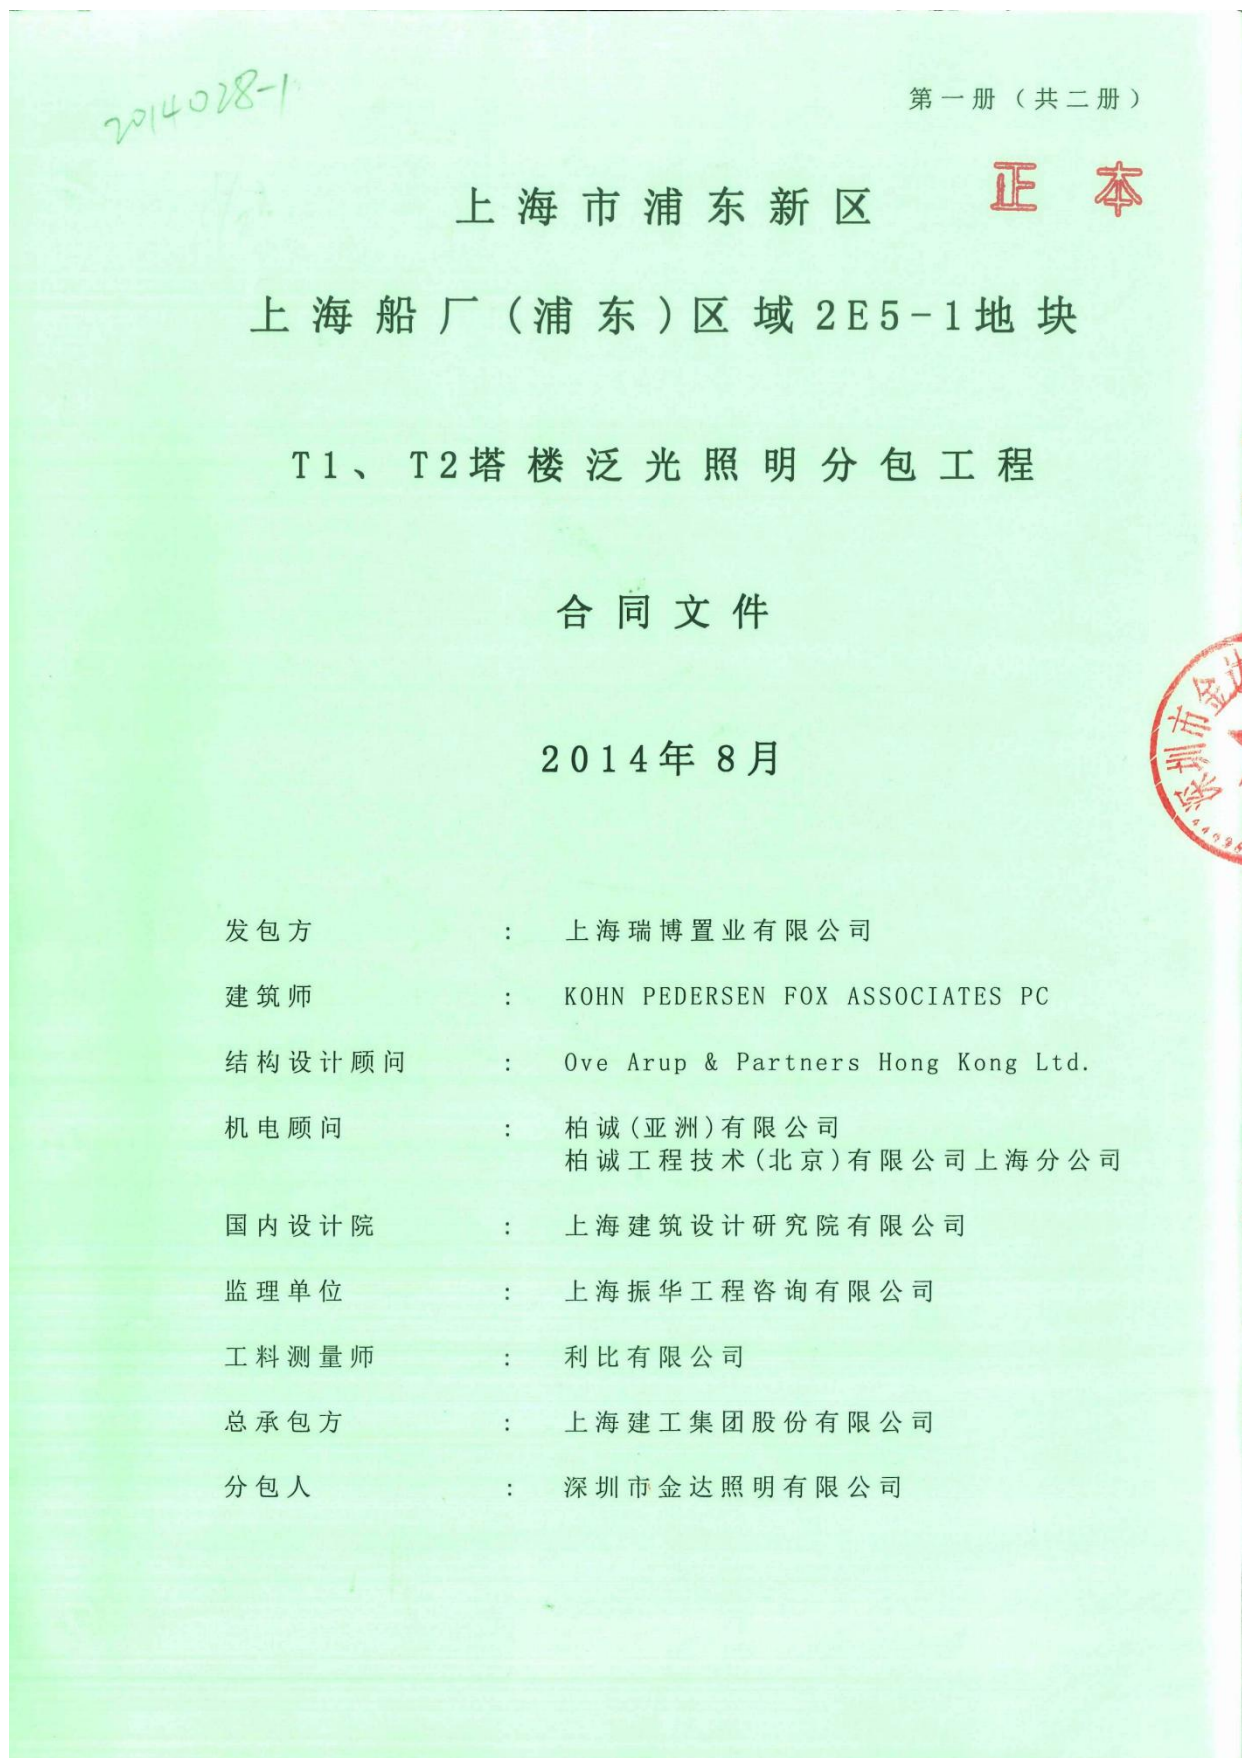 2014028-1
第一册（共二册）
正本
上海市浦东新区
上海船厂(浦东)区域2E5-1地块
T1、T2塔楼泛光照明分包工程
合同文件
2014年8月
深圳市金达
发包方 : 上海瑞博置业有限公司
建筑师 : KOHN PEDERSEN FOX ASSOCIATES PC
结构设计顾问 : Ove Arup & Partners Hong Kong Ltd.
机电顾问 : 柏诚(亚洲)有限公司
柏诚工程技术(北京)有限公司上海分公司
国内设计院 : 上海建筑设计研究院有限公司
监理单位 : 上海振华工程咨询有限公司
工料测量师 : 利比有限公司
总承包方 : 上海建工集团股份有限公司
分包人 : 深圳市金达照明有限公司